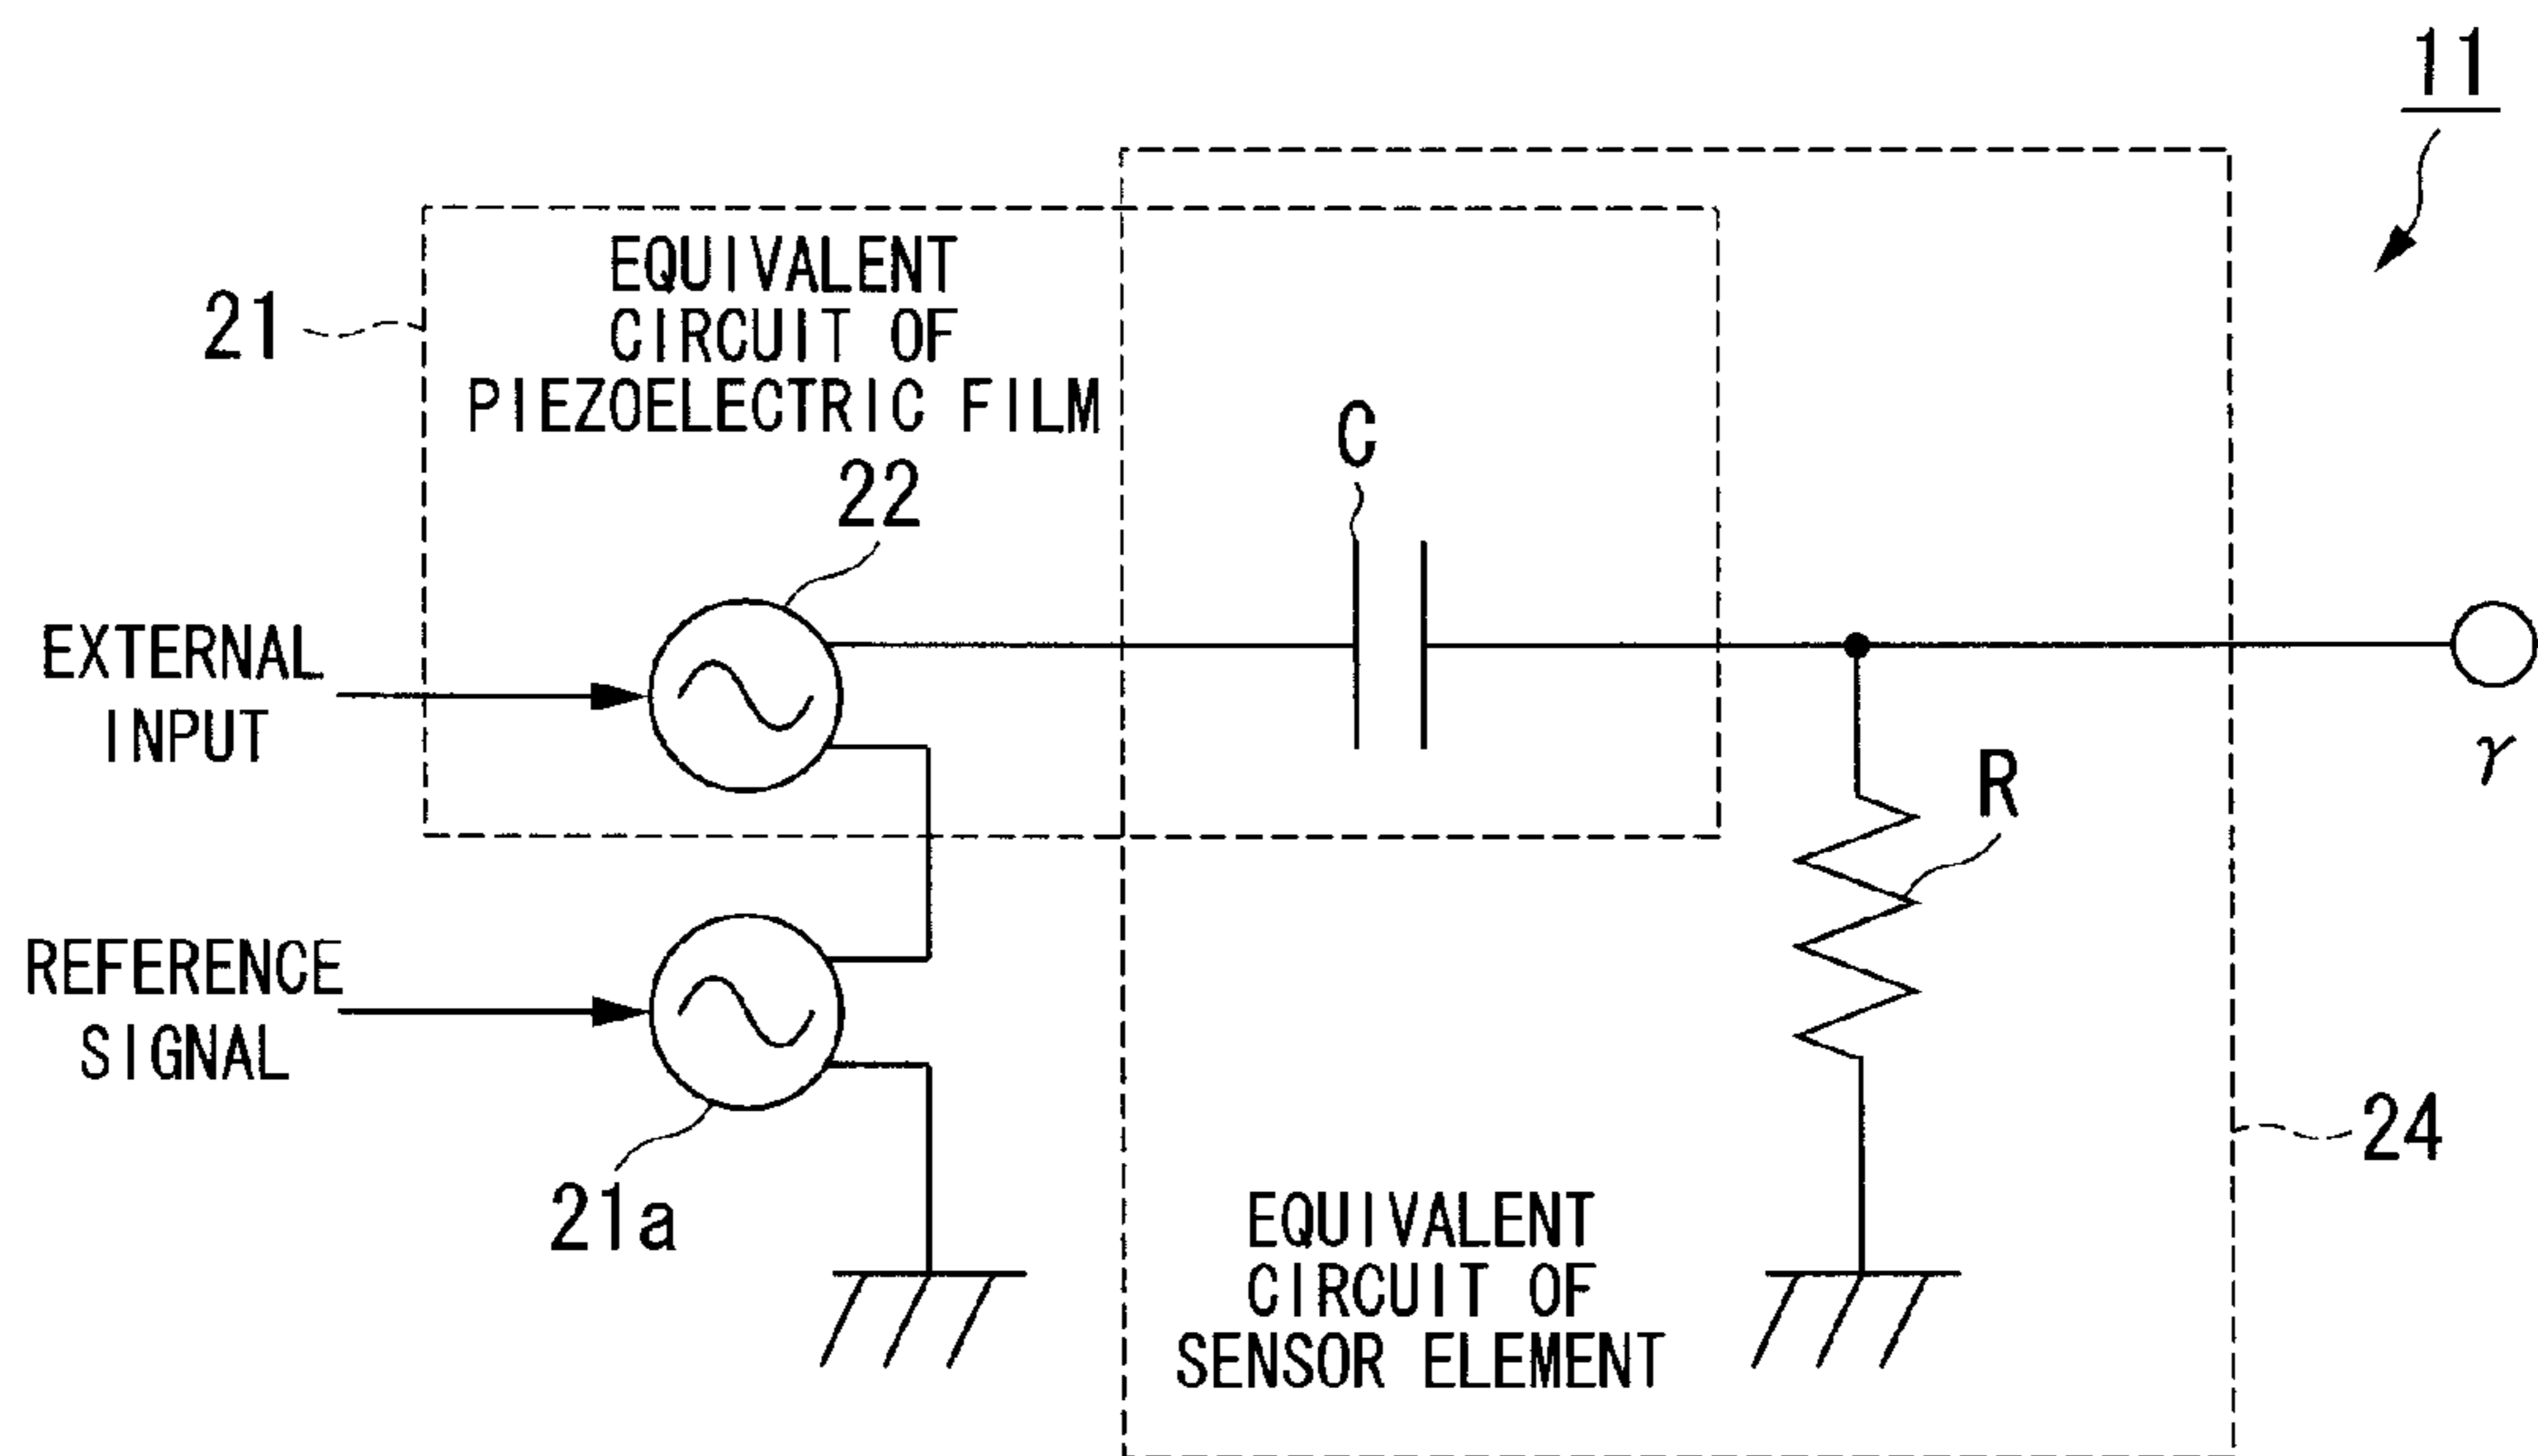 11
EQUIVALENT
CIRCUIT OF
PIEZOELECTRIC FILM
21
22
C
EXTERNAL
INPUT
γ
R
REFERENCE
SIGNAL
21a
24
EQUIVALENT
CIRCUIT OF
SENSOR ELEMENT